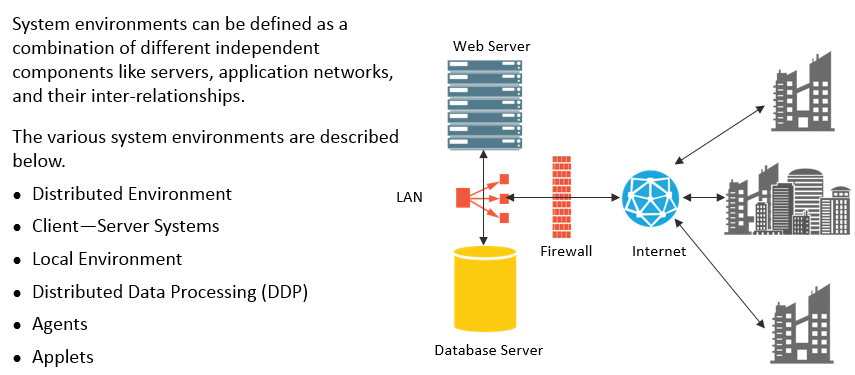 System environments can be defined as a
combination of different independent
components like servers, application networks,
and their inter-relationships.
The various system environments are described
below.
● Distributed Environment
● Client—Server Systems
● Local Environment
● Distributed Data Processing (DDP)
● Agents
● Applets
Web Server
LAN
Firewall
Internet
Database Server